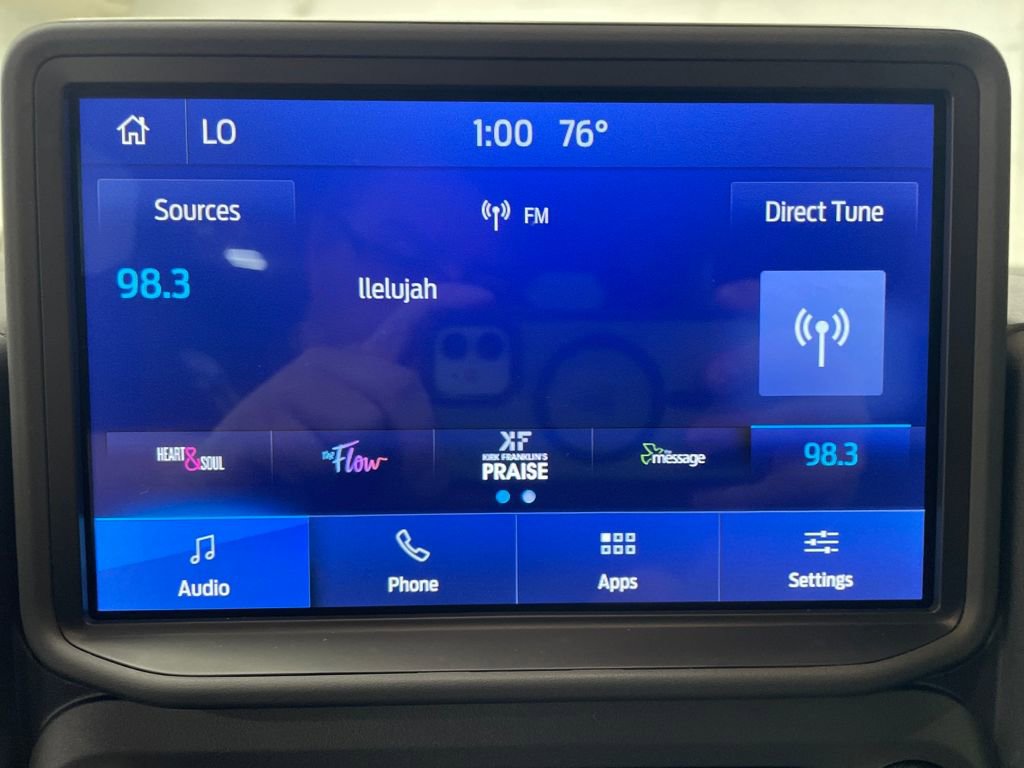 LO
1:00 76°
Sources
FM
Direct Tune
98.3
llelujah
HEART & SOUL
the Flow
KF
KIRK FRANKLIN'S
PRAISE
the message
98.3
Audio
Phone
Apps
Settings